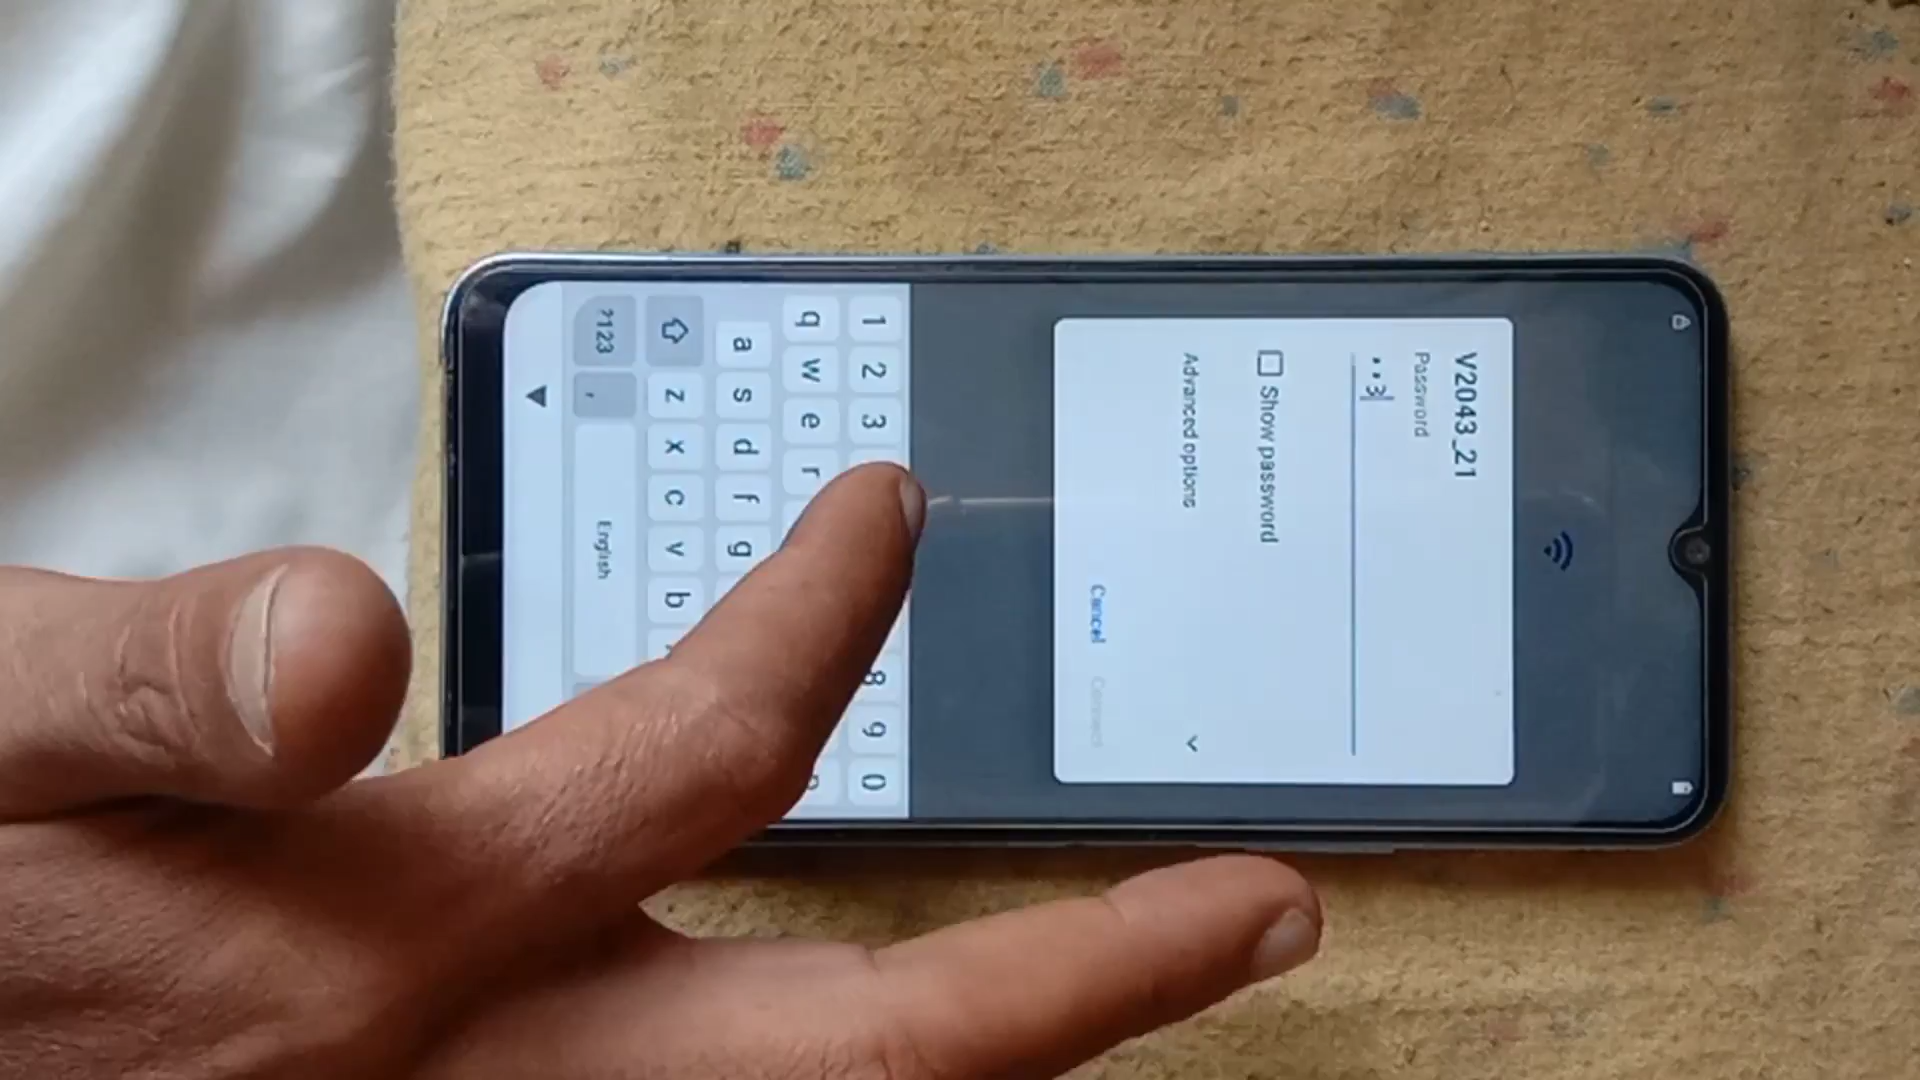 V2043_21
Password
··3
Show password
Advanced options
Cancel Connect
1 2 3 8 9 0
q w e r
a s d f g
z x c v b
?123 , English